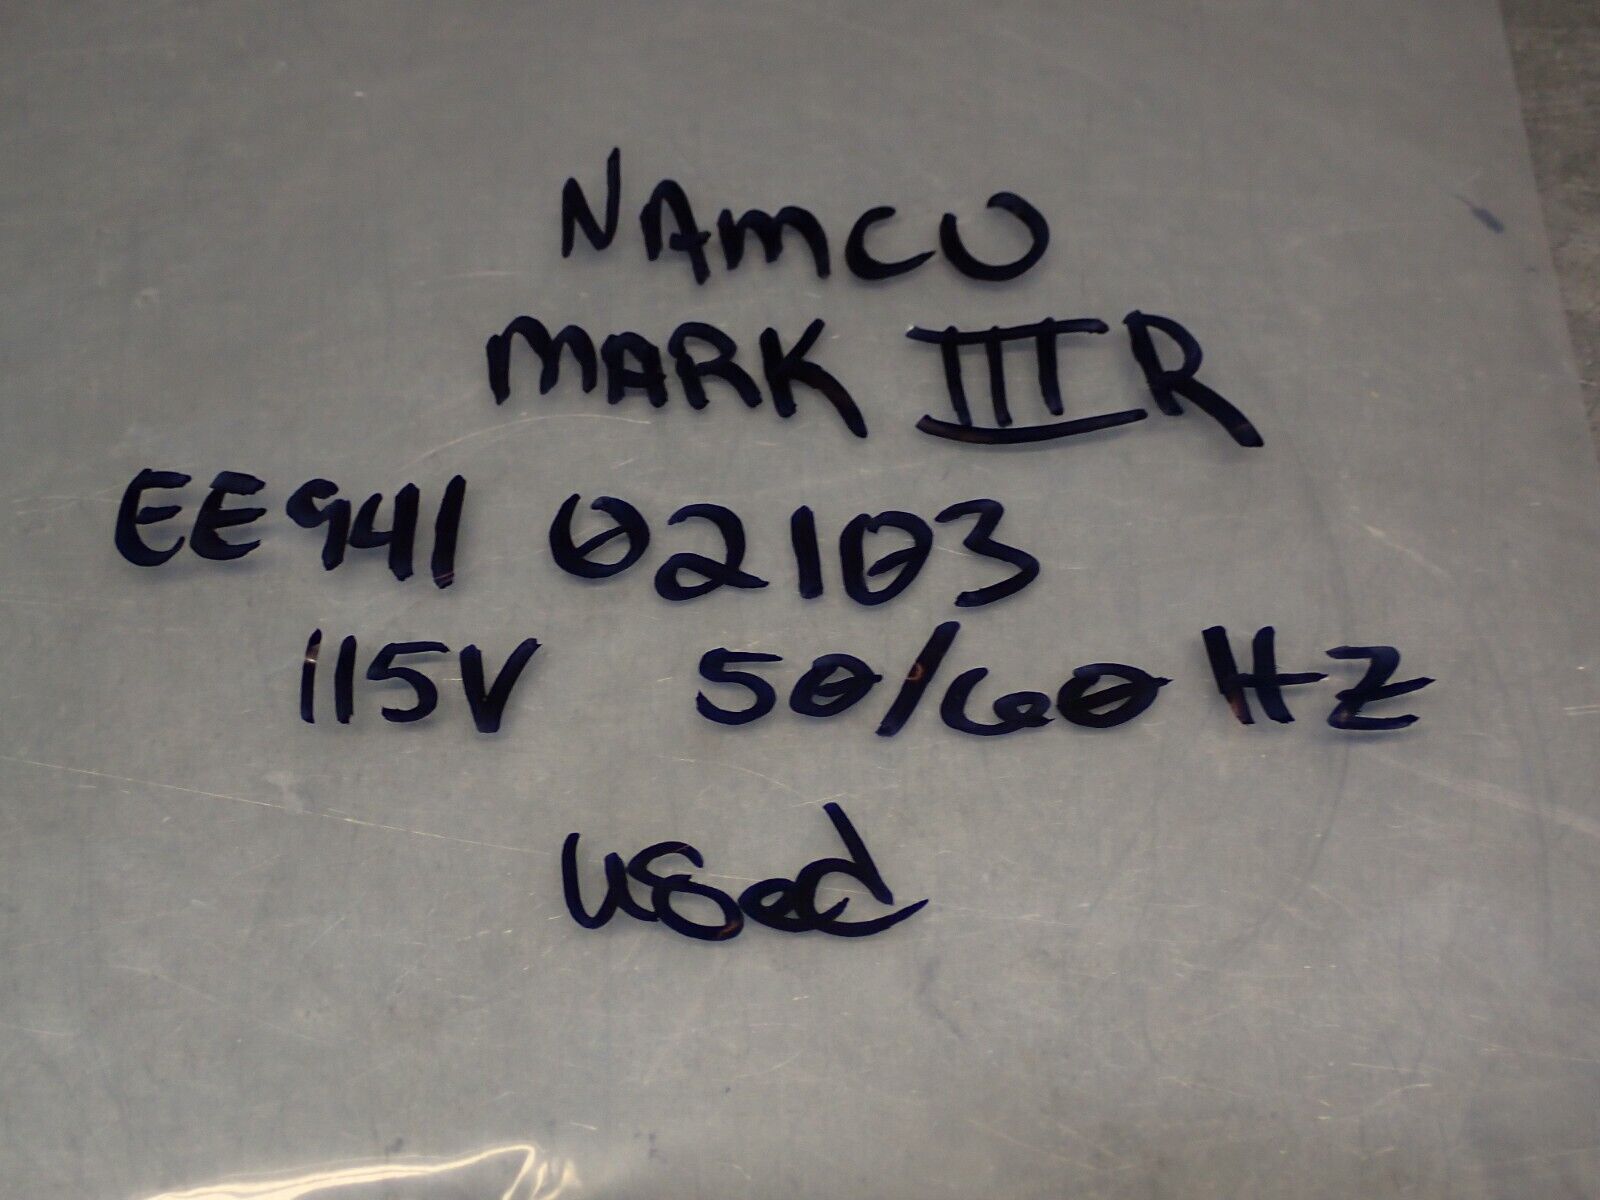 NAMCO
MARK III R
EE941 02103
115V 50/60 HZ
used